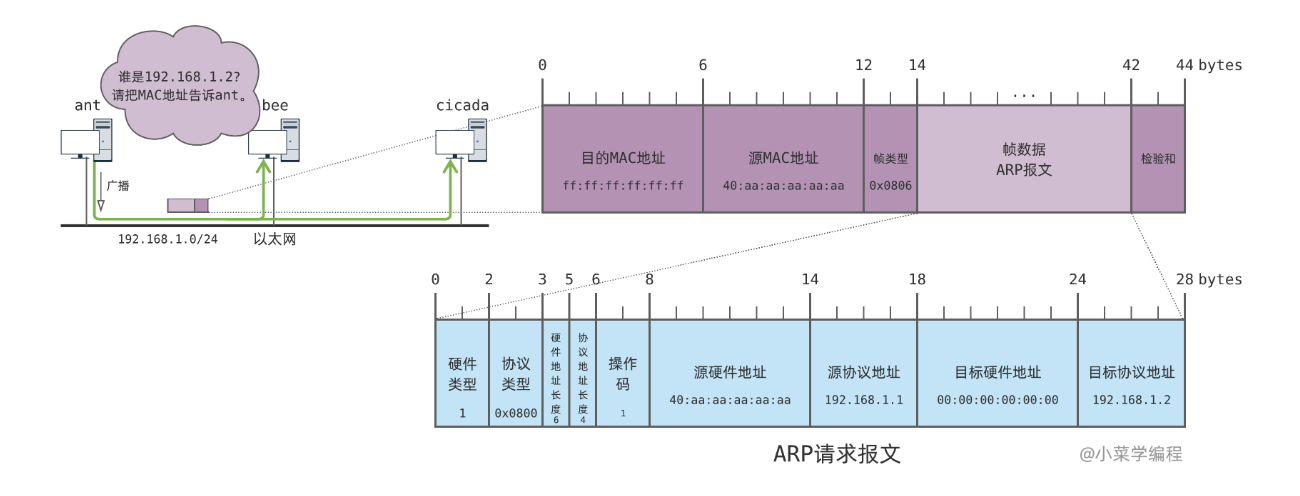 谁是192.168.1.2?
请把MAC地址告诉ant。
ant
bee
cicada
广播
192.168.1.0/24
以太网
0 6 12 14 42 44 bytes
...
目的MAC地址
ff:ff:ff:ff:ff:ff
源MAC地址
40:aa:aa:aa:aa:aa
帧类型
0x0806
帧数据
ARP报文
检验和
0 2 3 5 6 8 14 18 24 28 bytes
硬件
类型
1
协议
类型
0x0800
硬
件
地
址
长
度
6
协
议
地
址
长
度
4
操作
码
1
源硬件地址
40:aa:aa:aa:aa:aa
源协议地址
192.168.1.1
目标硬件地址
00:00:00:00:00:00
目标协议地址
192.168.1.2
ARP请求报文
@小菜学编程